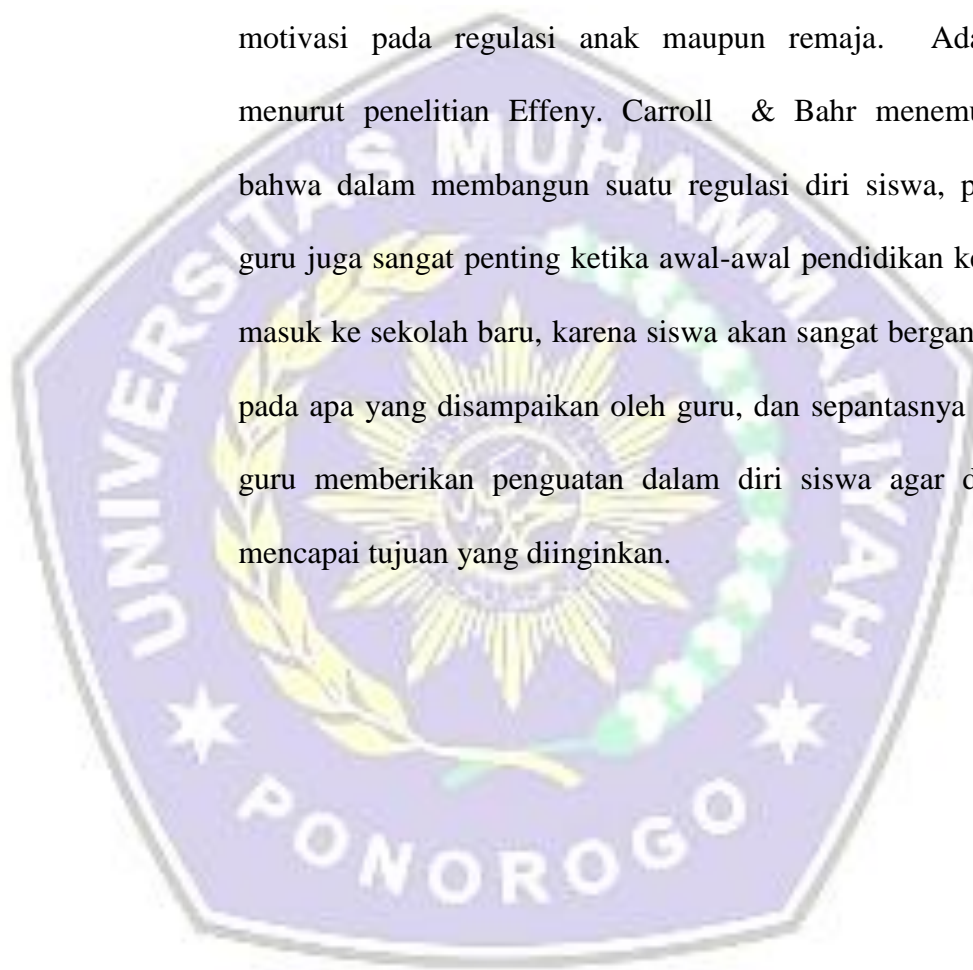 motivasi pada regulasi anak maupun remaja. Ada
menurut penelitian Effeny. Carroll & Bahr menemu
bahwa dalam membangun suatu regulasi diri siswa, p
guru juga sangat penting ketika awal-awal pendidikan ke
masuk ke sekolah baru, karena siswa akan sangat bergan
pada apa yang disampaikan oleh guru, dan sepantasnya
guru memberikan penguatan dalam diri siswa agar d
mencapai tujuan yang diinginkan.
UNIVERSITAS MUHAMMADIYAH
PONOROGO